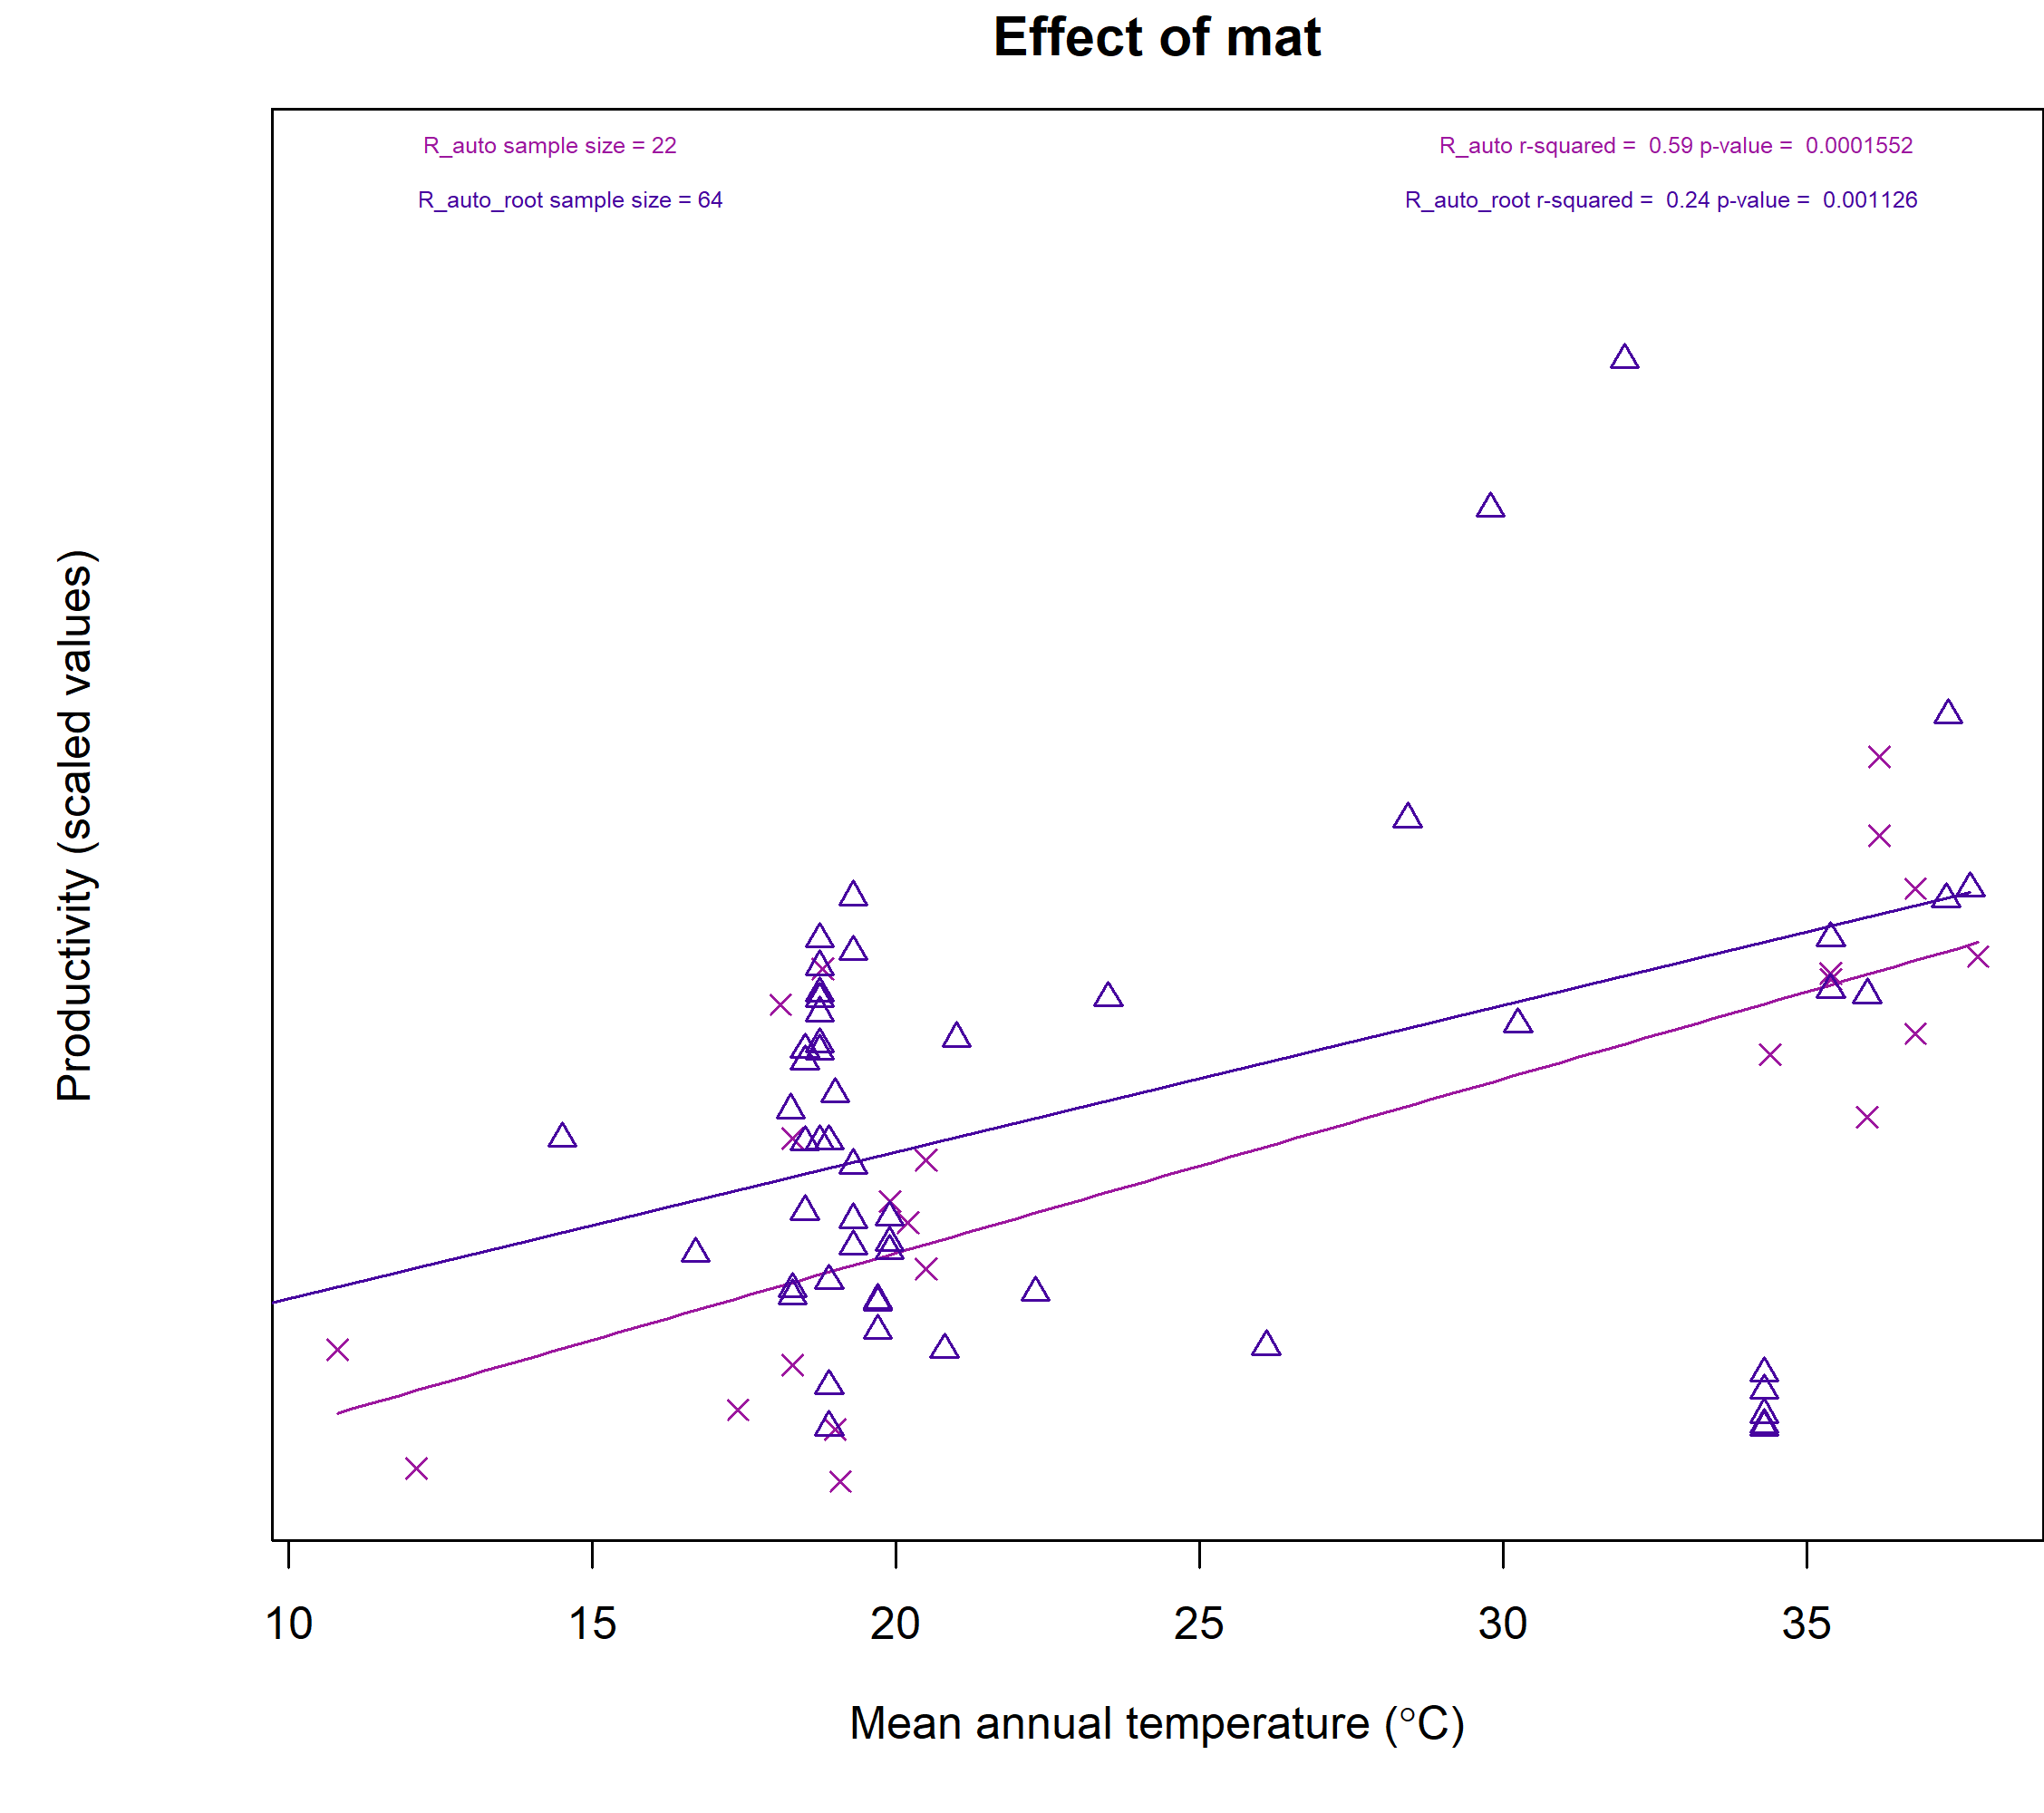 Effect of mat
R_auto sample size = 22
R_auto r-squared =  0.59 p-value =  0.0001552
R_auto_root sample size = 64
R_auto_root r-squared =  0.24 p-value =  0.001126
Productivity (scaled values)
10 15 20 25 30 35
Mean annual temperature (°C)